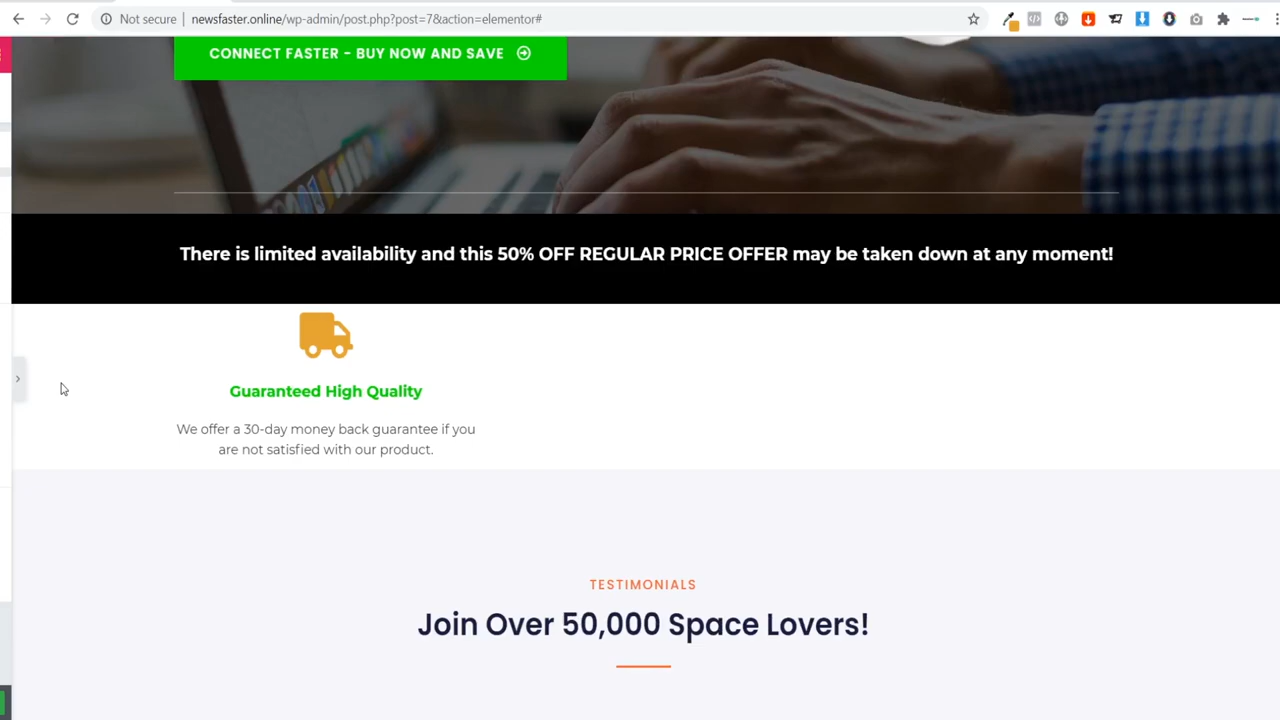 Not secure | newsfaster.online/wp-admin/post.php?post=7&action=elementor#
CONNECT FASTER - BUY NOW AND SAVE
There is limited availability and this 50% OFF REGULAR PRICE OFFER may be taken down at any moment!
Guaranteed High Quality
We offer a 30-day money back guarantee if you
are not satisfied with our product.
TESTIMONIALS
Join Over 50,000 Space Lovers!